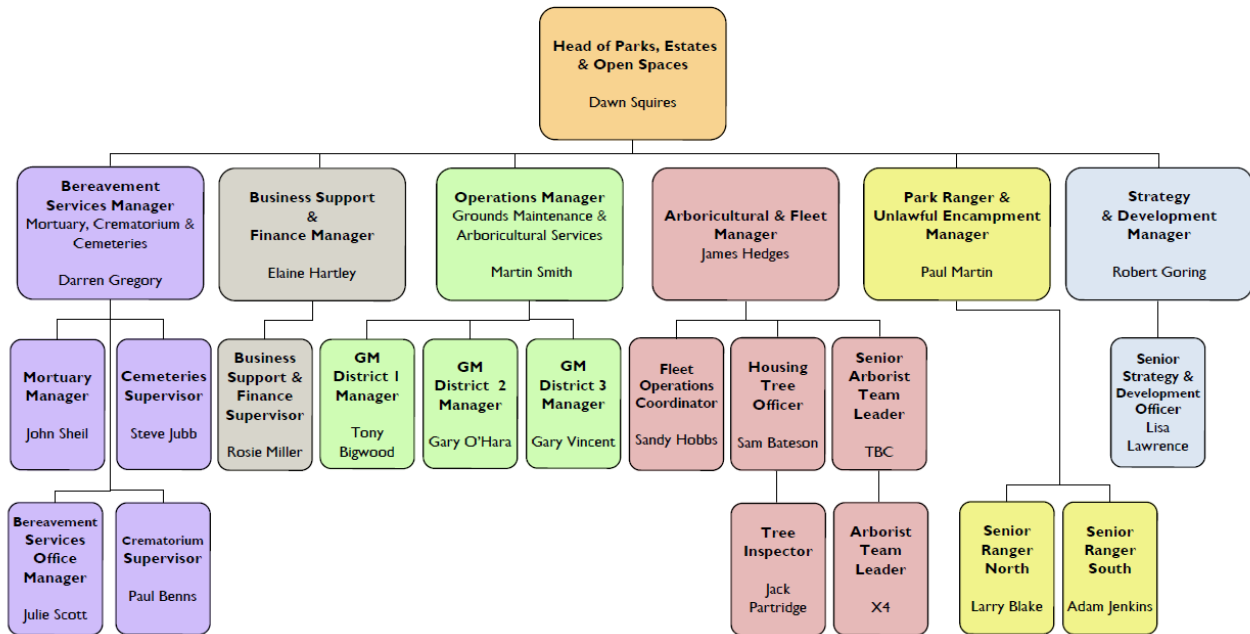 Head of Parks, Estates
& Open Spaces
Dawn Squires
Bereavement
Services Manager
Mortuary, Crematorium &
Cemeteries
Darren Gregory
Business Support
&
Finance Manager
Elaine Hartley
Operations Manager
Grounds Maintenance &
Arboricultural Services
Martin Smith
Arboricultural & Fleet
Manager
James Hedges
Park Ranger &
Unlawful Encampment
Manager
Paul Martin
Strategy
& Development
Manager
Robert Goring
Mortuary
Manager
John Sheil
Cemeteries
Supervisor
Steve Jubb
Business
Support &
Finance
Supervisor
Rosie Miller
GM
District 1
Manager
Tony
Bigwood
GM
District 2
Manager
Gary O'Hara
GM
District 3
Manager
Gary Vincent
Fleet
Operations
Coordinator
Sandy Hobbs
Housing
Tree
Officer
Sam Bateson
Senior
Arborist
Team
Leader
TBC
Senior
Strategy &
Development
Officer
Lisa
Lawrence
Bereavement
Services
Office
Manager
Julie Scott
Crematorium
Supervisor
Paul Benns
Tree
Inspector
Jack
Partridge
Arborist
Team
Leader
X4
Senior
Ranger
North
Larry Blake
Senior
Ranger
South
Adam Jenkins